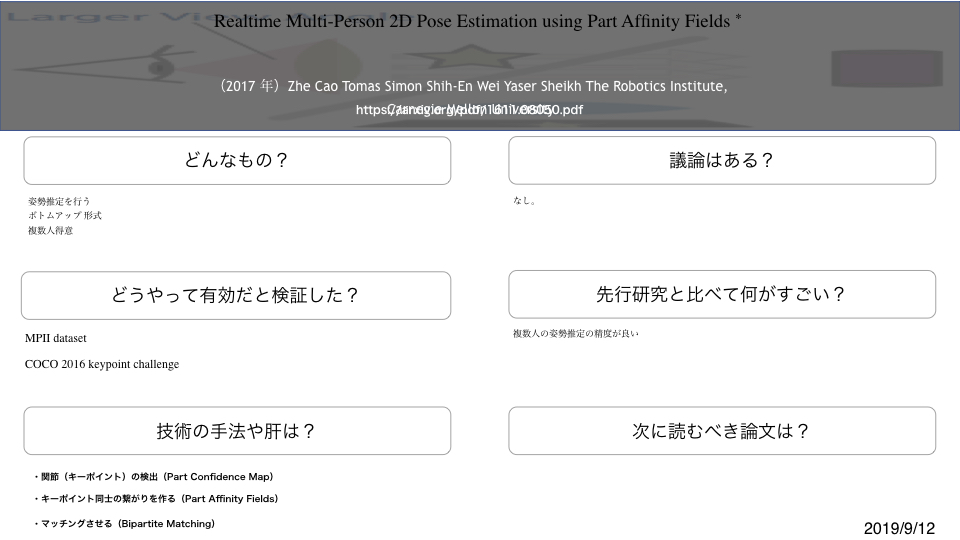 Realtime Multi-Person 2D Pose Estimation using Part Affinity Fields *
（2017 年）Zhe Cao Tomas Simon Shih-En Wei Yaser Sheikh The Robotics Institute,
Carnegie Mellon University
https://arxiv.org/pdf/1611.08050.pdf
どんなもの？
姿勢推定を行う
ボトムアップ 形式
複数人得意
議論はある？
なし。
どうやって有効だと検証した？
MPII dataset
COCO 2016 keypoint challenge
先行研究と比べて何がすごい？
複数人の姿勢推定の精度が良い
技術の手法や肝は？
・関節（キーポイント）の検出（Part Confidence Map）
・キーポイント同士の繋がりを作る（Part Affinity Fields）
・マッチングさせる（Bipartite Matching）
次に読むべき論文は？
2019/9/12